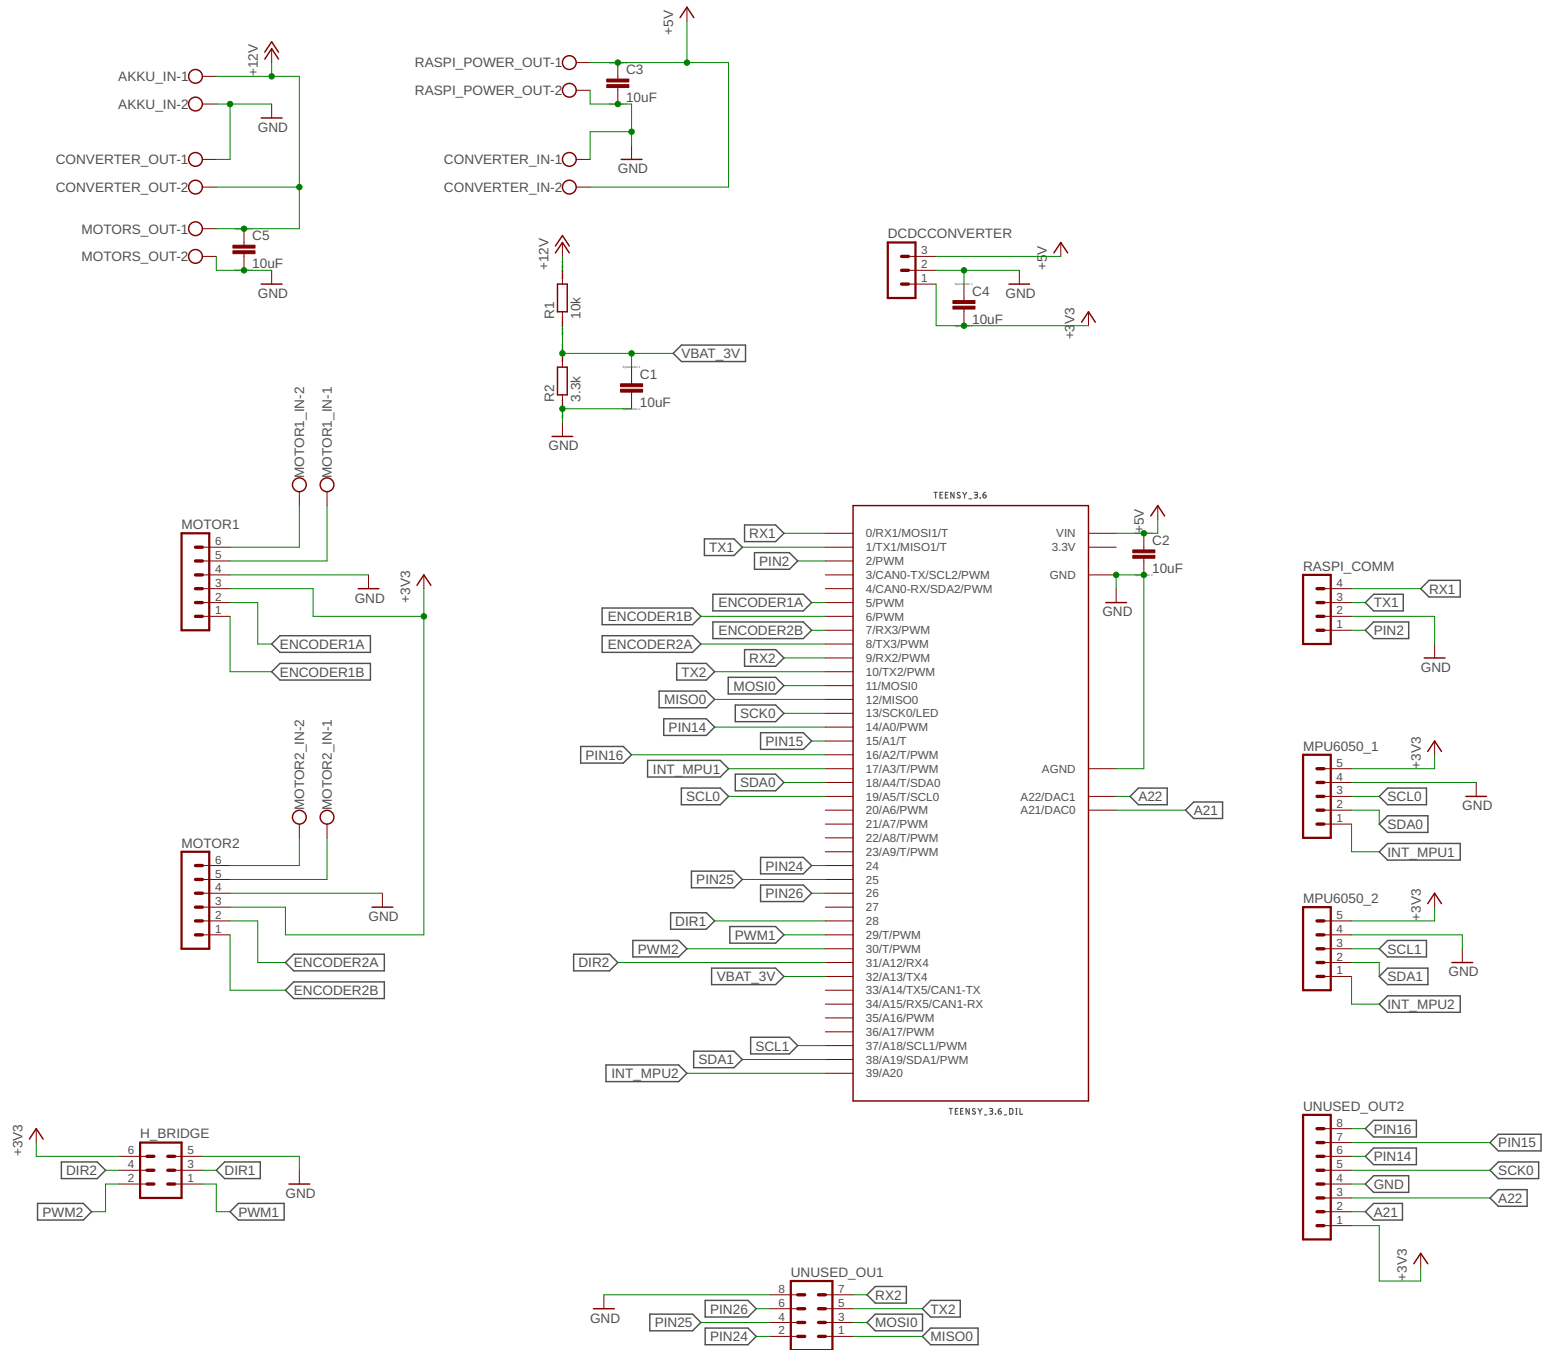 +12V
AKKU_IN-1
AKKU_IN-2
GND
CONVERTER_OUT-1
CONVERTER_OUT-2
MOTORS_OUT-1
C5
MOTORS_OUT-2
10uF
GND
+5V
RASPI_POWER_OUT-1
C3
RASPI_POWER_OUT-2
10uF
CONVERTER_IN-1
GND
CONVERTER_IN-2
+12V
R1
10k
VBAT_3V
R2
3.3k
C1
10uF
GND
DCDCCONVERTER
3
2
1
+5V
C4
GND
10uF
+3V3
MOTOR1_IN-2
MOTOR1_IN-1
MOTOR1
6
5
4
3
2
1
GND
+3V3
ENCODER1A
ENCODER1B
MOTOR2_IN-2
MOTOR2_IN-1
MOTOR2
6
5
4
3
2
1
GND
ENCODER2A
ENCODER2B
TEENSY_3.6
RX1 0/RX1/MOSI1/T
TX1 1/TX1/MISO1/T
PIN2 2/PWM
3/CAN0-TX/SCL2/PWM
4/CAN0-RX/SDA2/PWM
ENCODER1A 5/PWM
ENCODER1B 6/PWM
ENCODER2B 7/RX3/PWM
ENCODER2A 8/TX3/PWM
RX2 9/RX2/PWM
TX2 10/TX2/PWM
MOSI0 11/MOSI0
MISO0 12/MISO0
SCK0 13/SCK0/LED
PIN14 14/A0/PWM
PIN15 15/A1/T
PIN16 16/A2/T/PWM
INT_MPU1 17/A3/T/PWM
SDA0 18/A4/T/SDA0
SCL0 19/A5/T/SCL0
20/A6/PWM
21/A7/PWM
22/A8/T/PWM
23/A9/T/PWM
PIN24 24
PIN25 25
PIN26 26
27
DIR1 28
PWM1 29/T/PWM
PWM2 30/T/PWM
DIR2 31/A12/RX4
VBAT_3V 32/A13/TX4
33/A14/TX5/CAN1-TX
34/A15/RX5/CAN1-RX
35/A16/PWM
36/A17/PWM
SCL1 37/A18/SCL1/PWM
SDA1 38/A19/SDA1/PWM
INT_MPU2 39/A20
VIN
3.3V
GND
+5V
C2
10uF
GND
AGND
A22/DAC1 A22
A21/DAC0 A21
TEENSY_3.6_DIL
RASPI_COMM
4 RX1
3 TX1
2
1 PIN2
GND
MPU6050_1
+3V3
5
4
3 SCL0
2 SDA0
1 INT_MPU1
GND
MPU6050_2
+3V3
5
4
3 SCL1
2 SDA1
1 INT_MPU2
GND
UNUSED_OUT2
8 PIN16
7 PIN15
6 PIN14
5 SCK0
4 GND
3 A22
2 A21
1
+3V3
+3V3
H_BRIDGE
6 5
DIR2 4 3 DIR1
2 1
GND
PWM2 PWM1
UNUSED_OU1
8 7 RX2
GND
PIN26 6 5 TX2
PIN25 4 3 MOSI0
PIN24 2 1 MISO0